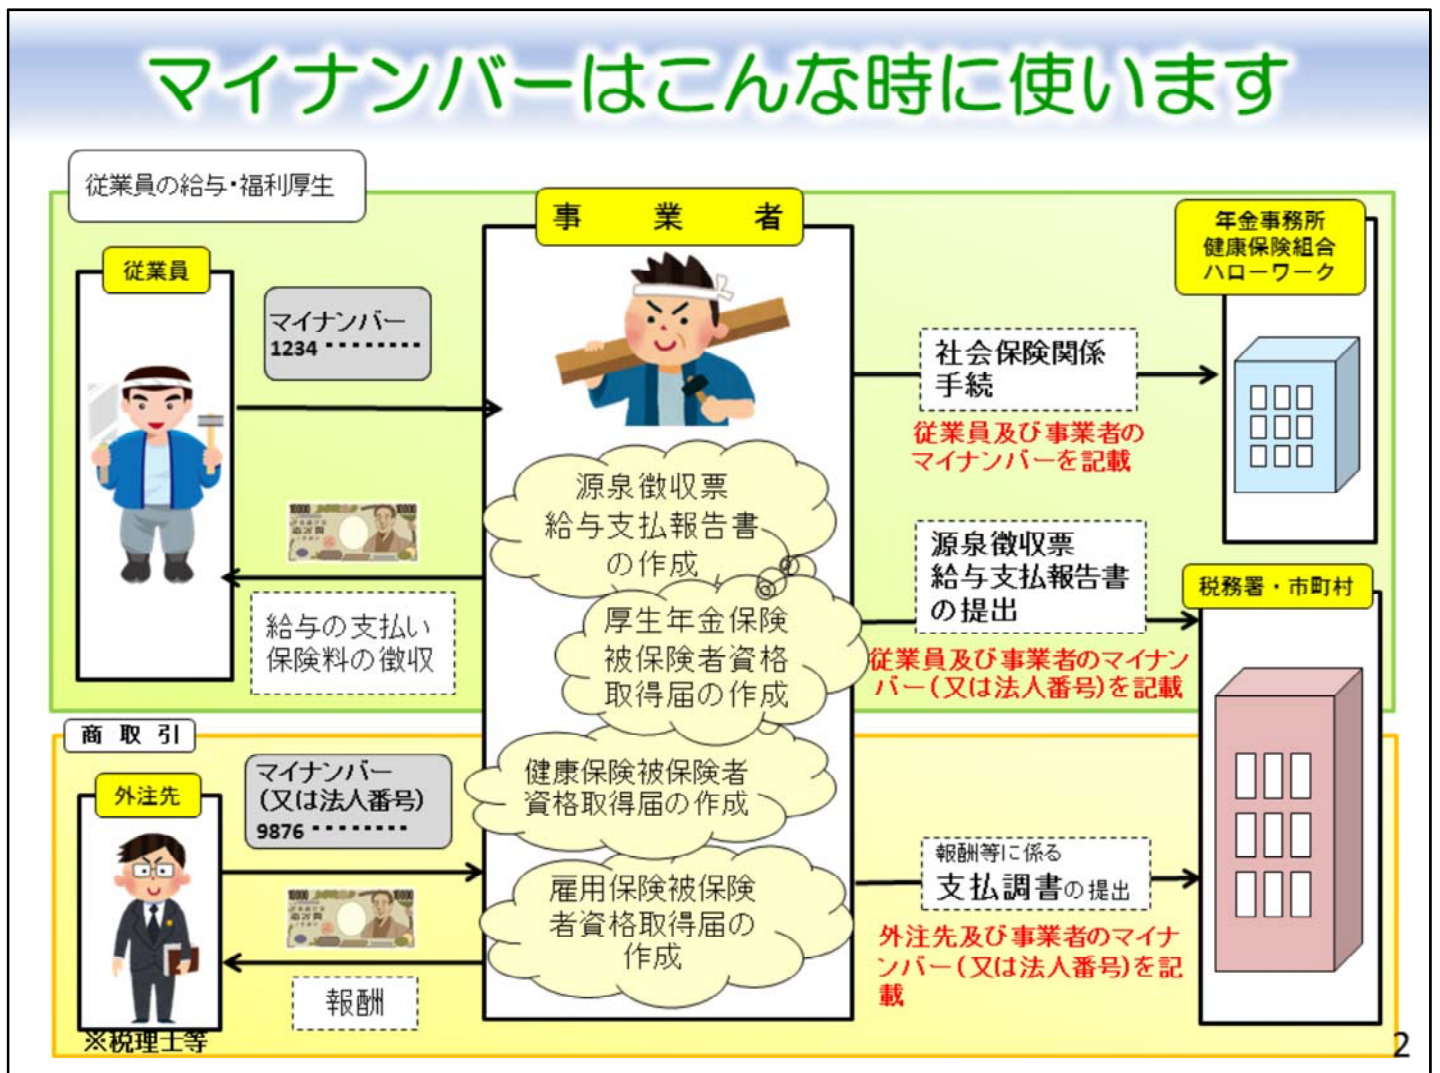 マイナンバーはこんな時に使います
従業員の給与・福利厚生
事業者
年金事務所
健康保険組合
ハローワーク
従業員
マイナンバー
1234 ・・・・・・・・
社会保険関係
手続
従業員及び事業者の
マイナンバーを記載
源泉徴収票
給与支払報告書
の作成
源泉徴収票
給与支払報告書
の提出
税務署・市町村
給与の支払い
保険料の徴収
厚生年金保険
被保険者資格
取得届の作成
従業員及び事業者のマイナン
バー(又は法人番号)を記載
商取引
外注先
マイナンバー
(又は法人番号)
9876 ・・・・・・・・
健康保険被保険者
資格取得届の作成
雇用保険被保険
者資格取得届の
作成
報酬等に係る
支払調書の提出
外注先及び事業者のマイナ
ンバー(又は法人番号)を記
載
報酬
※税理士等
2